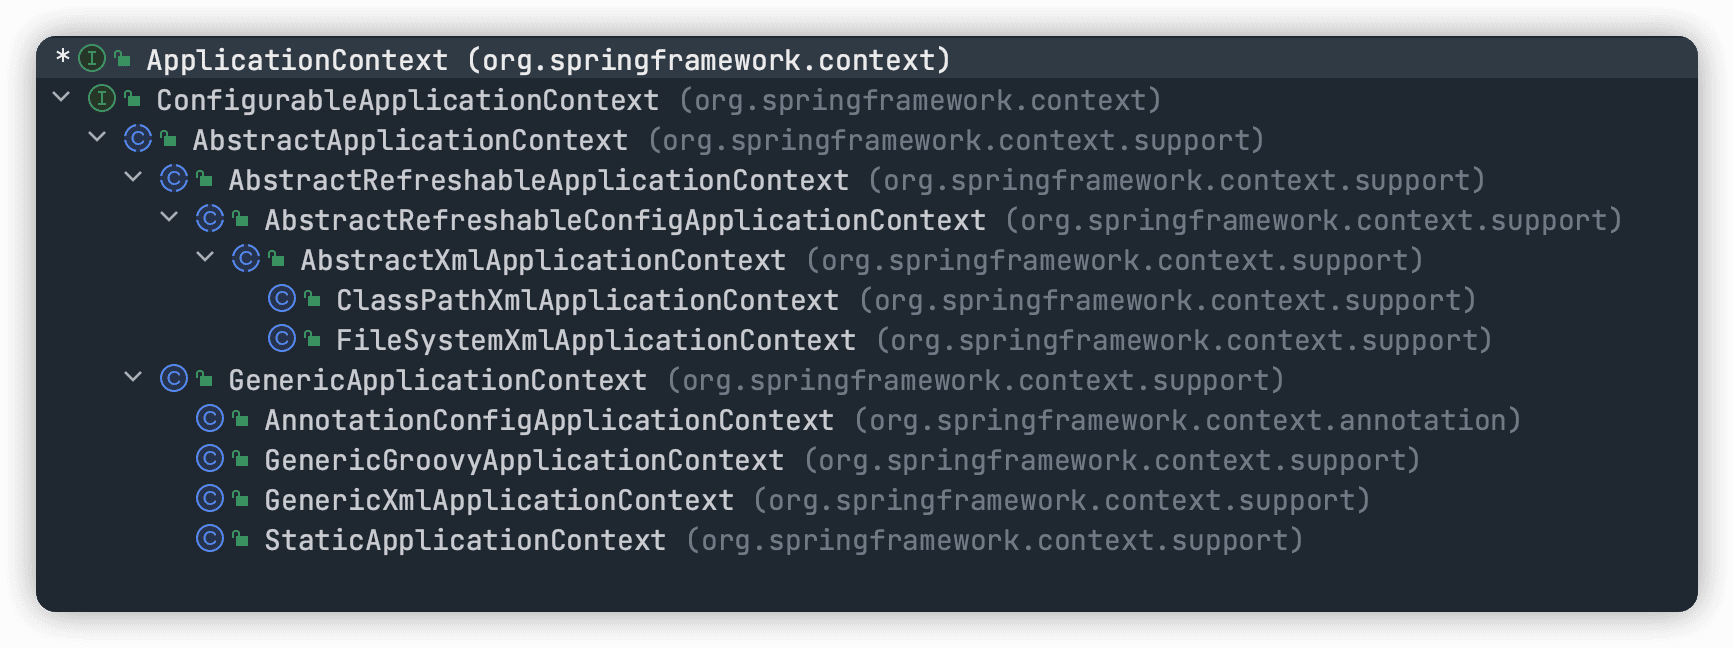 * I ApplicationContext (org.springframework.context)
I ConfigurableApplicationContext (org.springframework.context)
C AbstractApplicationContext (org.springframework.context.support)
C AbstractRefreshableApplicationContext (org.springframework.context.support)
C AbstractRefreshableConfigApplicationContext (org.springframework.context.support)
C AbstractXmlApplicationContext (org.springframework.context.support)
C ClassPathXmlApplicationContext (org.springframework.context.support)
C FileSystemXmlApplicationContext (org.springframework.context.support)
C GenericApplicationContext (org.springframework.context.support)
C AnnotationConfigApplicationContext (org.springframework.context.annotation)
C GenericGroovyApplicationContext (org.springframework.context.support)
C GenericXmlApplicationContext (org.springframework.context.support)
C StaticApplicationContext (org.springframework.context.support)